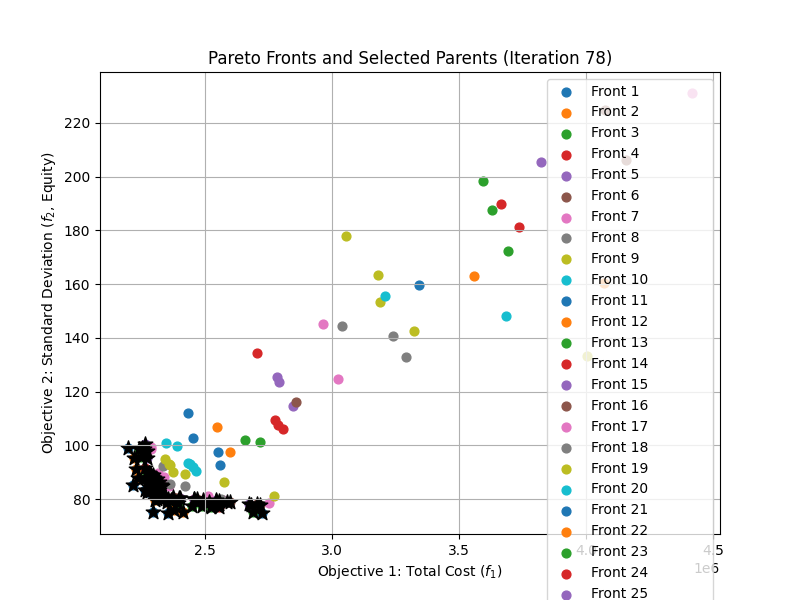 Pareto Fronts and Selected Parents (Iteration 78)
Objective 2: Standard Deviation (f₂, Equity)
220
200
180
160
140
120
100
80
2.5
3.0
3.5
4.0
4.5
1e6
Objective 1: Total Cost (f₁)
Front 1
Front 2
Front 3
Front 4
Front 5
Front 6
Front 7
Front 8
Front 9
Front 10
Front 11
Front 12
Front 13
Front 14
Front 15
Front 16
Front 17
Front 18
Front 19
Front 20
Front 21
Front 22
Front 23
Front 24
Front 25